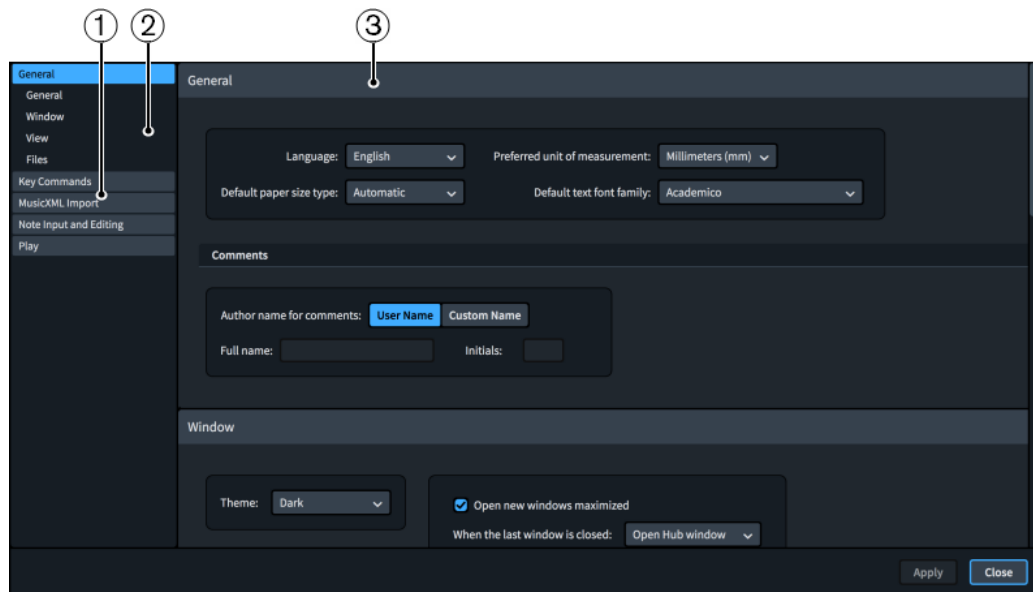 1 2 3
General
General
Window
View
Files
Key Commands
MusicXML Import
Note Input and Editing
Play
General
Language: English Preferred unit of measurement: Millimeters (mm)
Default paper size type: Automatic Default text font family: Academico
Comments
Author name for comments: User Name Custom Name
Full name: Initials:
Window
Theme: Dark
Open new windows maximized
When the last window is closed: Open Hub window
Apply Close